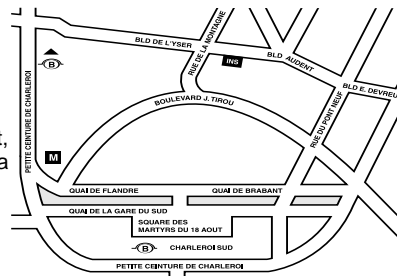 BLD DE L'YSER
RUE DE LA MONTAGNE
BLD AUDENT
INS
B
BLD E. DEVREU
BOULEVARD J. TIROU
RUE DU PONT NEUF
PETITE CEINTURE DE CHARLEROI
t,
a
M
QUAI DE FLANDRE
QUAI DE BRABANT
QUAI DE LA GARE DU SUD
SQUARE DES
MARTYRS DU 18 AOUT
B
CHARLEROI SUD
PETITE CEINTURE DE CHARLEROI